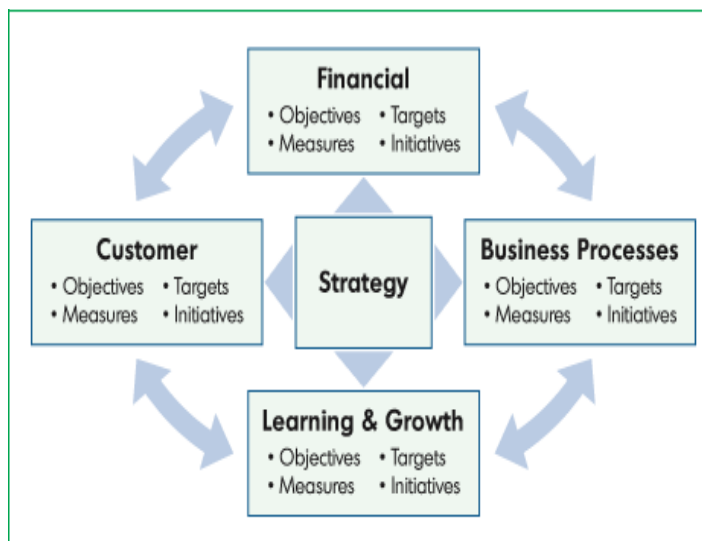 Financial
• Objectives • Targets
• Measures • Initiatives
Customer
• Objectives • Targets
• Measures • Initiatives
Strategy
Business Processes
• Objectives • Targets
• Measures • Initiatives
Learning & Growth
• Objectives • Targets
• Measures • Initiatives